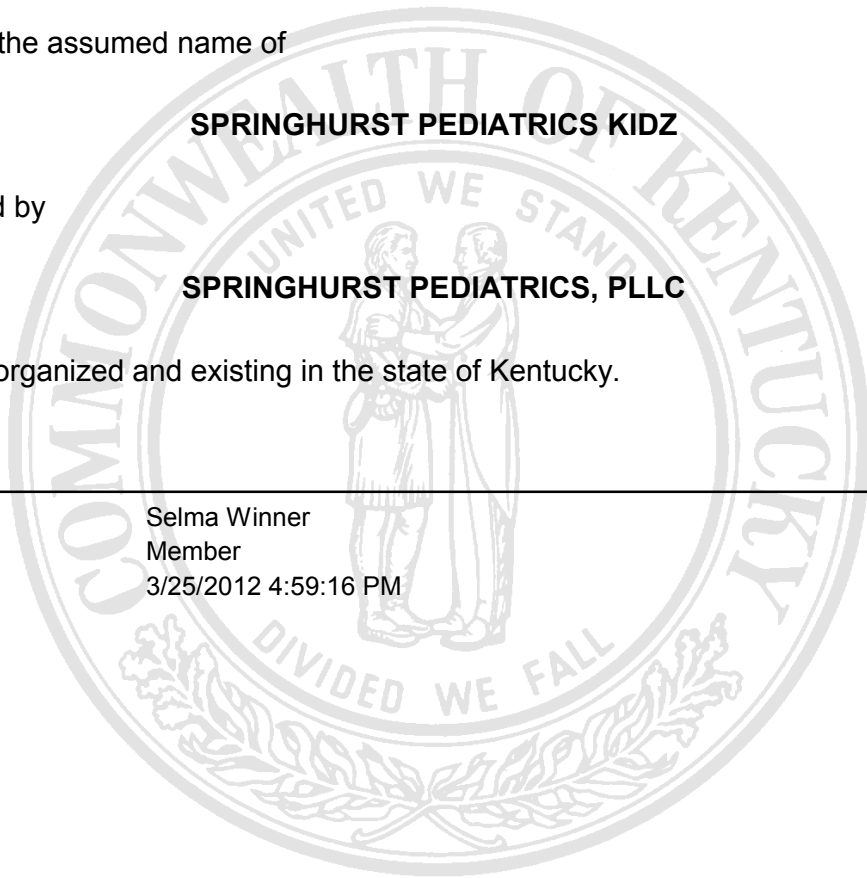 the assumed name of
SPRINGHURST PEDIATRICS KIDZ
d by
SPRINGHURST PEDIATRICS, PLLC
organized and existing in the state of Kentucky.
Selma Winner
Member
3/25/2012 4:59:16 PM
COMMONWEALTH OF KENTUCKY
UNITED WE STAND
DIVIDED WE FALL